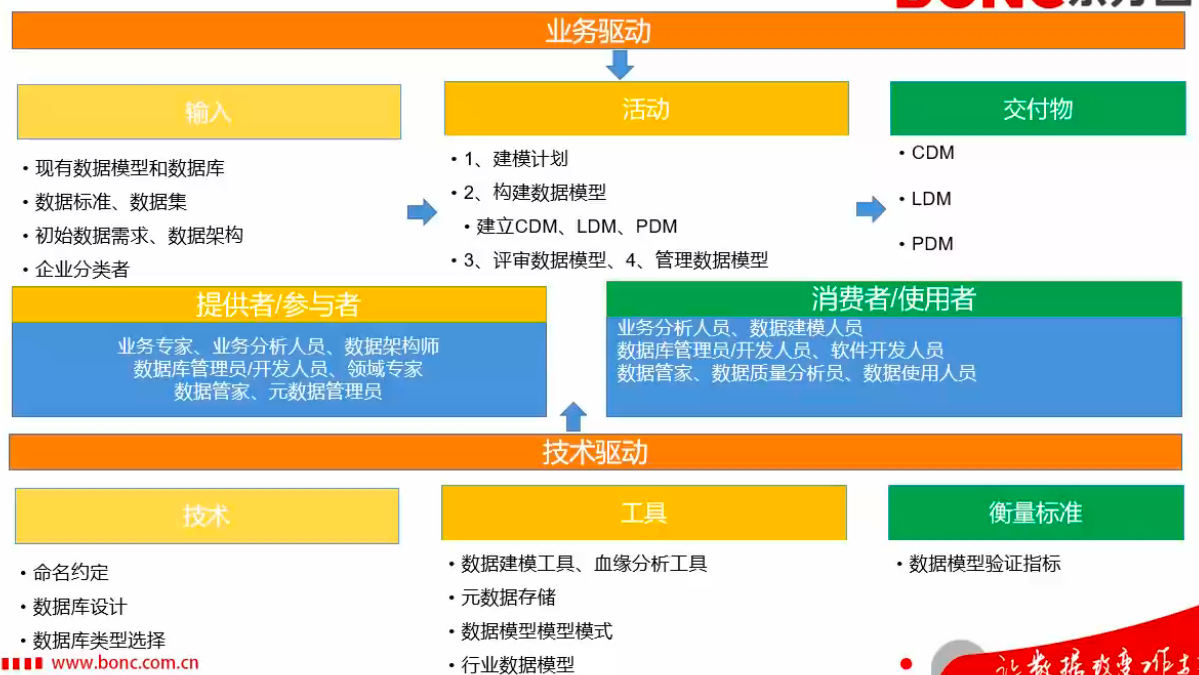 业务驱动
输入
• 现有数据模型和数据库
• 数据标准、数据集
• 初始数据需求、数据架构
• 企业分类者
活动
• 1、建模计划
• 2、构建数据模型
• 建立CDM、LDM、PDM
• 3、评审数据模型、4、管理数据模型
交付物
• CDM
• LDM
• PDM
提供者/参与者
业务专家、业务分析人员、数据架构师
数据库管理员/开发人员、领域专家
数据管家、元数据管理员
消费者/使用者
业务分析人员、数据建模人员
数据库管理员/开发人员、软件开发人员
数据管家、数据质量分析员、数据使用人员
技术驱动
技术
• 命名约定
• 数据库设计
• 数据库类型选择
工具
• 数据建模工具、血缘分析工具
• 元数据存储
• 数据模型模型模式
• 行业数据模型
衡量标准
• 数据模型验证指标
www.bonc.com.cn
让数据改变工作